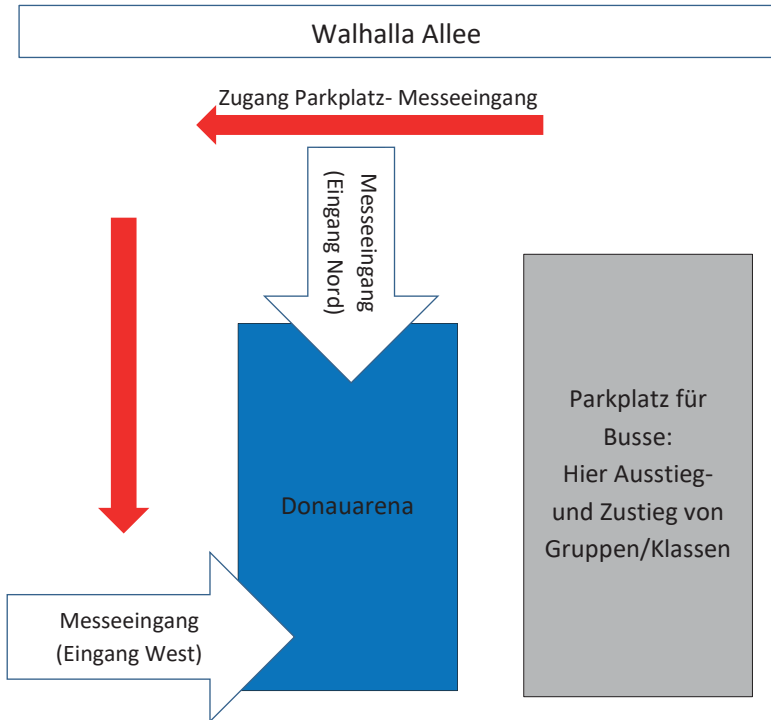 Walhalla Allee
Zugang Parkplatz- Messeeingang
Messeeingang
(Eingang Nord)
Parkplatz für
Busse:
Hier Ausstieg-
und Zustieg von
Gruppen/Klassen
Donauarena
Messeeingang
(Eingang West)